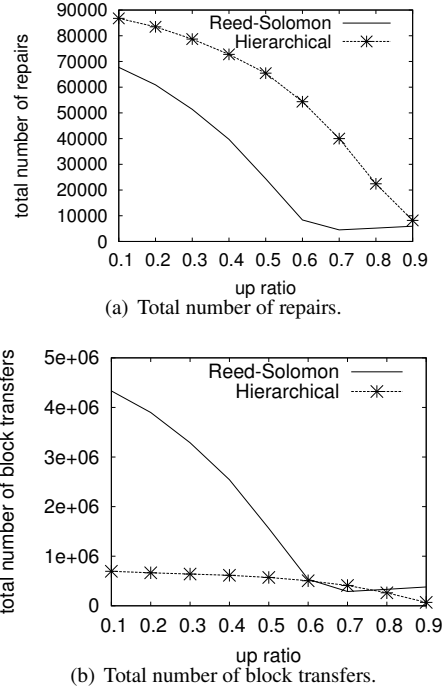 total number of repairs
90000
80000
70000
60000
50000
40000
30000
20000
10000
0
Reed-Solomon
Hierarchical
0.1 0.2 0.3 0.4 0.5 0.6 0.7 0.8 0.9
up ratio
(a) Total number of repairs.
total number of block transfers
5e+06
4e+06
3e+06
2e+06
1e+06
0
Reed-Solomon
Hierarchical
0.1 0.2 0.3 0.4 0.5 0.6 0.7 0.8 0.9
up ratio
(b) Total number of block transfers.